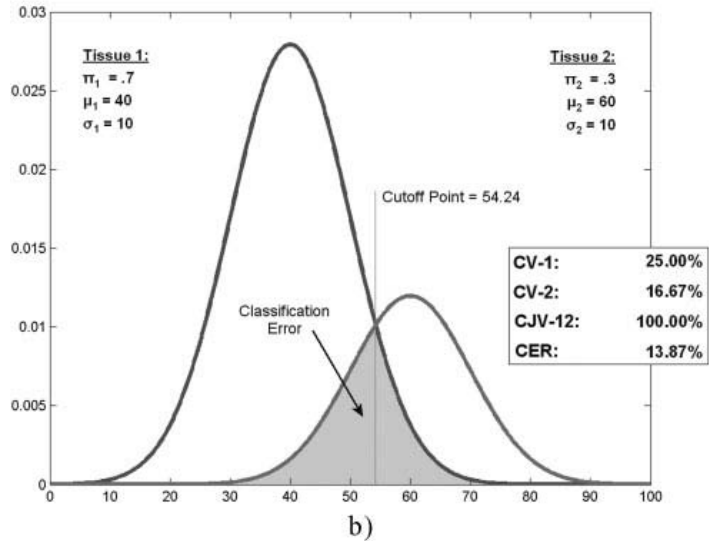 0.03
0.025
0.02
0.015
0.01
0.005
0
Tissue 1:
π1 = .7
μ1 = 40
σ1 = 10
Tissue 2:
π2 = .3
μ2 = 60
σ2 = 10
Cutoff Point = 54.24
CV-1: 25.00%
CV-2: 16.67%
CJV-12: 100.00%
CER: 13.87%
Classification
Error
0 10 20 30 40 50 60 70 80 90 100
b)